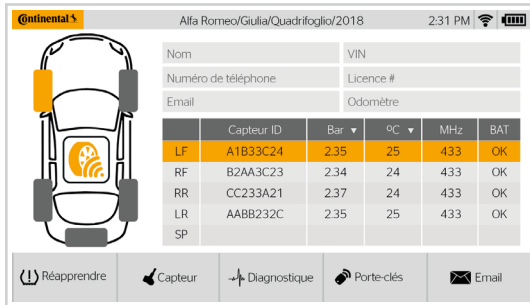 Continental
Alfa Romeo/Giulia/Quadrifoglio/2018
2:31 PM
Nom
VIN
Numéro de téléphone
Licence #
Email
Odomètre
Capteur ID Bar ▼ ºC ▼ MHz BAT
LF A1B33C24 2.35 25 433 OK
RF B2AA3C23 2.34 24 433 OK
RR CC233A21 2.37 24 433 OK
LR AABB232C 2.35 25 433 OK
SP
(!) Réapprendre
Capteur
Diagnostique
Porte-clés
Email